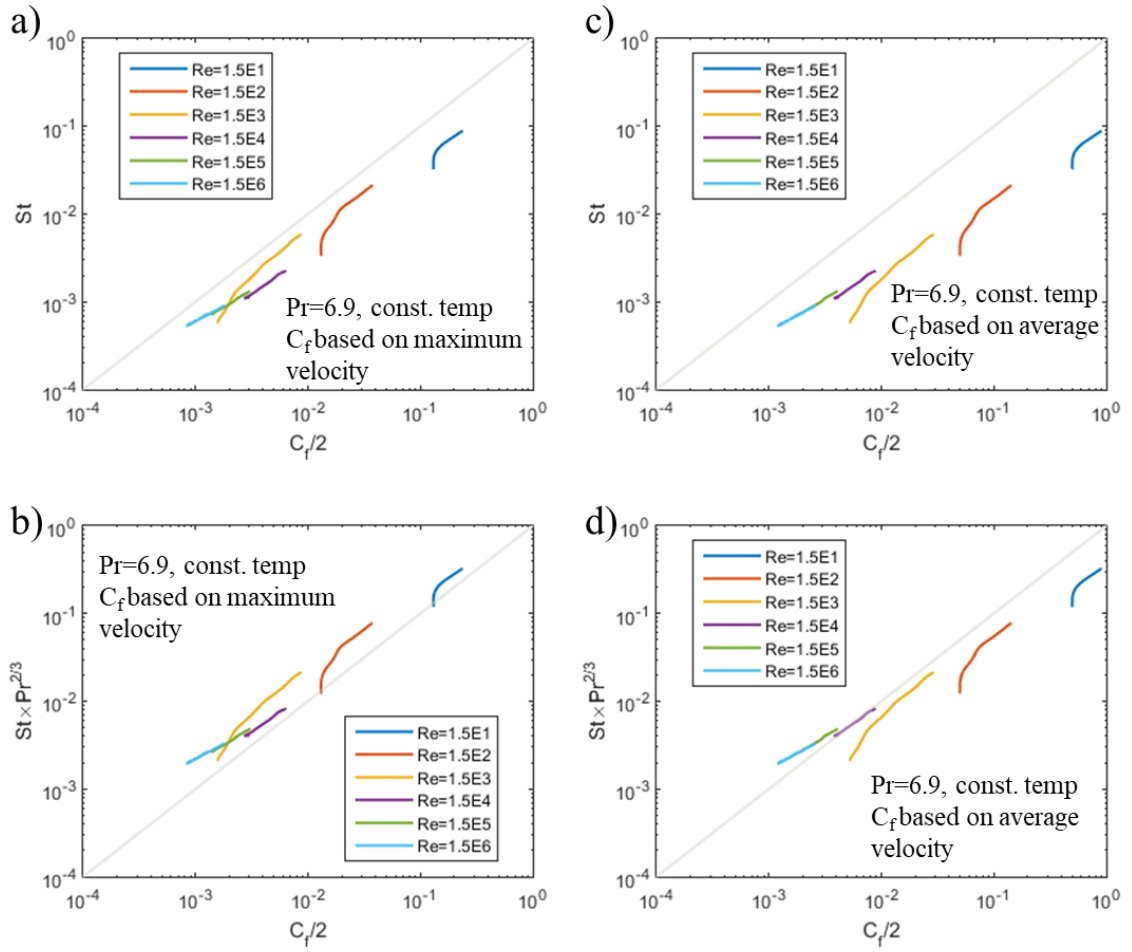 a)
10^0
10^-1
10^-2
10^-3
10^-4
St
Re=1.5E1
Re=1.5E2
Re=1.5E3
Re=1.5E4
Re=1.5E5
Re=1.5E6
Pr=6.9, const. temp
C_f based on maximum
velocity
10^-4 10^-3 10^-2 10^-1 10^0
C_f/2
c)
10^0
10^-1
10^-2
10^-3
10^-4
St
Re=1.5E1
Re=1.5E2
Re=1.5E3
Re=1.5E4
Re=1.5E5
Re=1.5E6
Pr=6.9, const. temp
C_f based on average
velocity
10^-4 10^-3 10^-2 10^-1 10^0
C_f/2
b)
10^0
10^-1
10^-2
10^-3
10^-4
St×Pr^2/3
Pr=6.9, const. temp
C_f based on maximum
velocity
Re=1.5E1
Re=1.5E2
Re=1.5E3
Re=1.5E4
Re=1.5E5
Re=1.5E6
10^-4 10^-3 10^-2 10^-1 10^0
C_f/2
d)
10^0
10^-1
10^-2
10^-3
10^-4
St×Pr^2/3
Re=1.5E1
Re=1.5E2
Re=1.5E3
Re=1.5E4
Re=1.5E5
Re=1.5E6
Pr=6.9, const. temp
C_f based on average
velocity
10^-4 10^-3 10^-2 10^-1 10^0
C_f/2